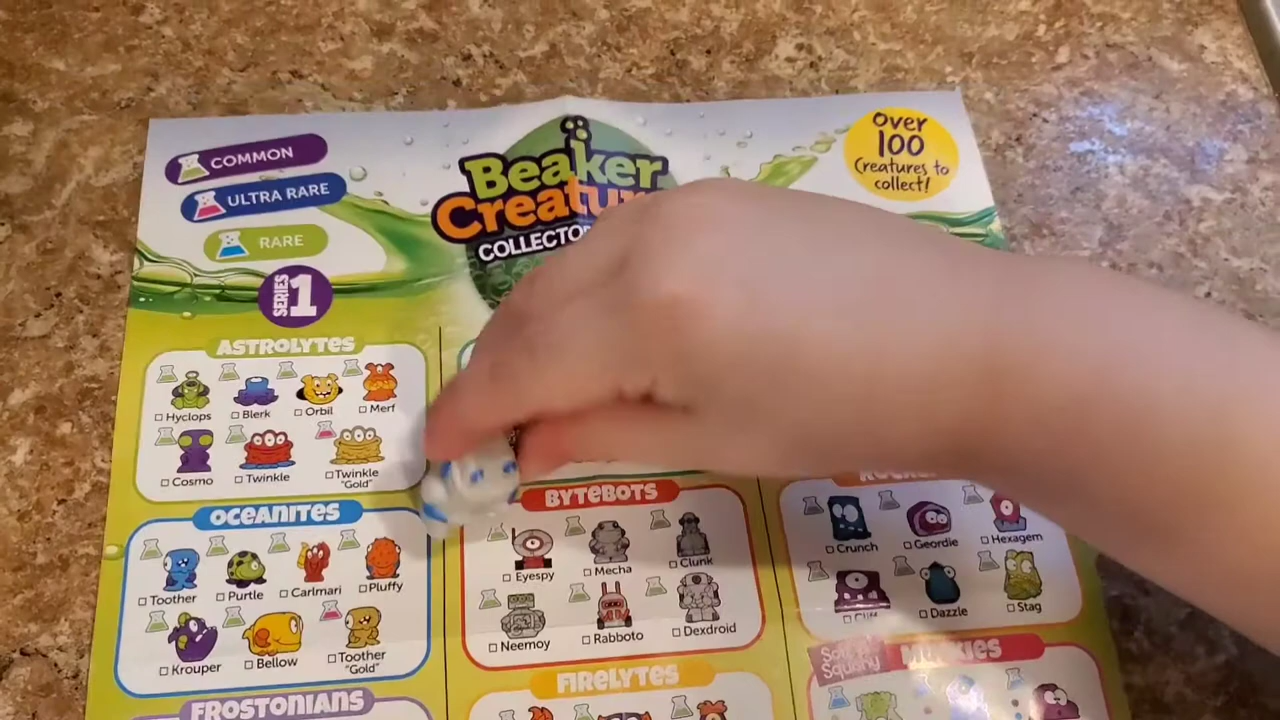 COMMON
ULTRA RARE
RARE
SERIES 1
Beaker
COLLECTO
Over
100
Creatures to
collect!
ASTROLYTES
Hyclops Blerk Orbil Merf
Cosmo Twinkle Twinkle
"Gold"
OCEANITES
Toother Purtle Carlmari Pluffy
Krouper Bellow Toother
"Gold"
FROSTONIANS
BYTEBOTS
Eyespy Mecha Clunk
Neemoy Rabboto Dexdroid
FIRELYTES
Crunch Geordie Hexagem
Cliff Dazzle Stag